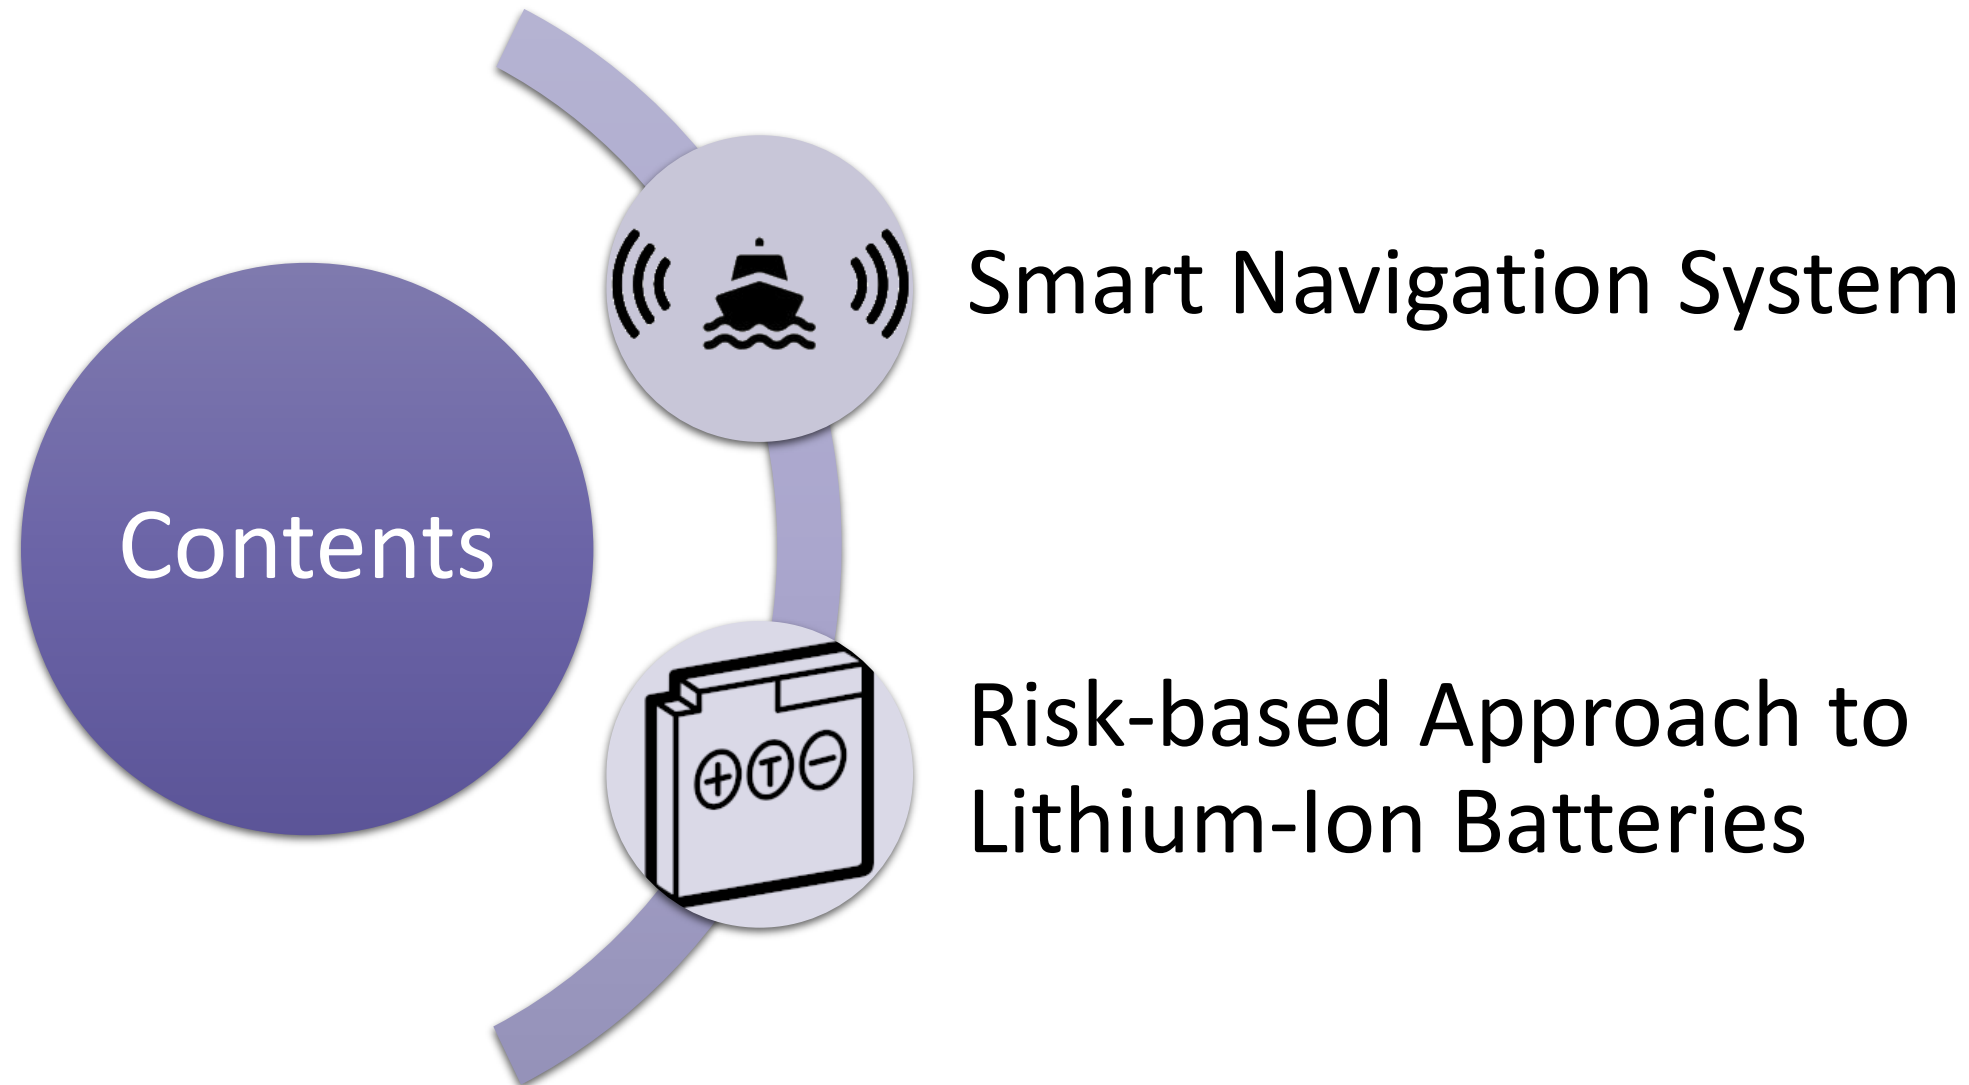 Contents
Smart Navigation System
Risk-based Approach to
Lithium-Ion Batteries
+ T −